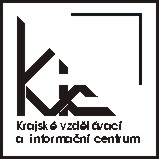 Kic
Krajské vzdělávací
a informační centrum